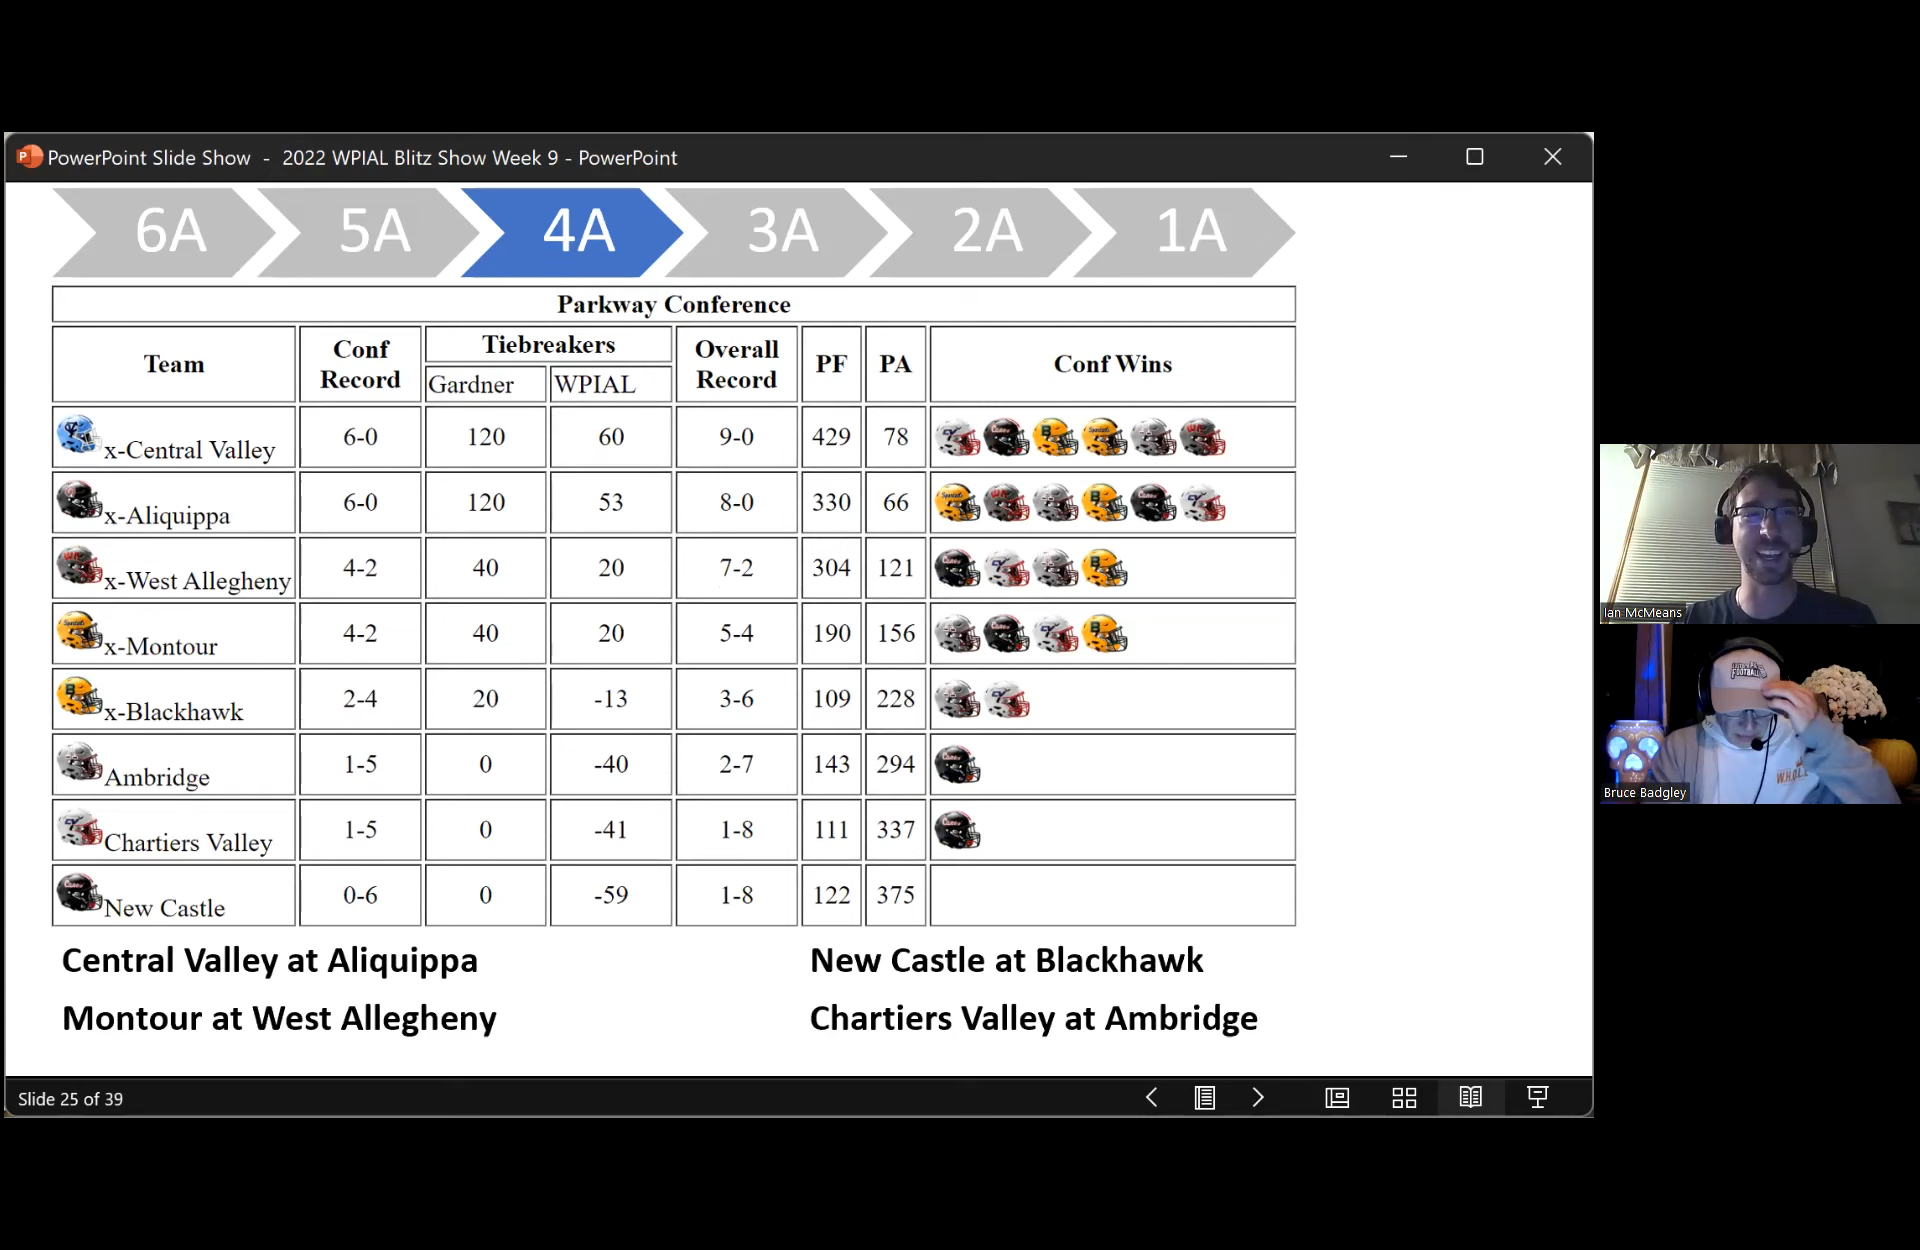 PowerPoint Slide Show - 2022 WPIAL Blitz Show Week 9 - PowerPoint
6A 5A 4A 3A 2A 1A
Parkway Conference
Team Conf Record Tiebreakers Overall Record PF PA Conf Wins
Gardner WPIAL
x-Central Valley 6-0 120 60 9-0 429 78
x-Aliquippa 6-0 120 53 8-0 330 66
x-West Allegheny 4-2 40 20 7-2 304 121
x-Montour 4-2 40 20 5-4 190 156
x-Blackhawk 2-4 20 -13 3-6 109 228
Ambridge 1-5 0 -40 2-7 143 294
Chartiers Valley 1-5 0 -41 1-8 111 337
New Castle 0-6 0 -59 1-8 122 375
Central Valley at Aliquippa
New Castle at Blackhawk
Montour at West Allegheny
Chartiers Valley at Ambridge
Slide 25 of 39
Ian McMeans
FOOTBALL
Bruce Badgley